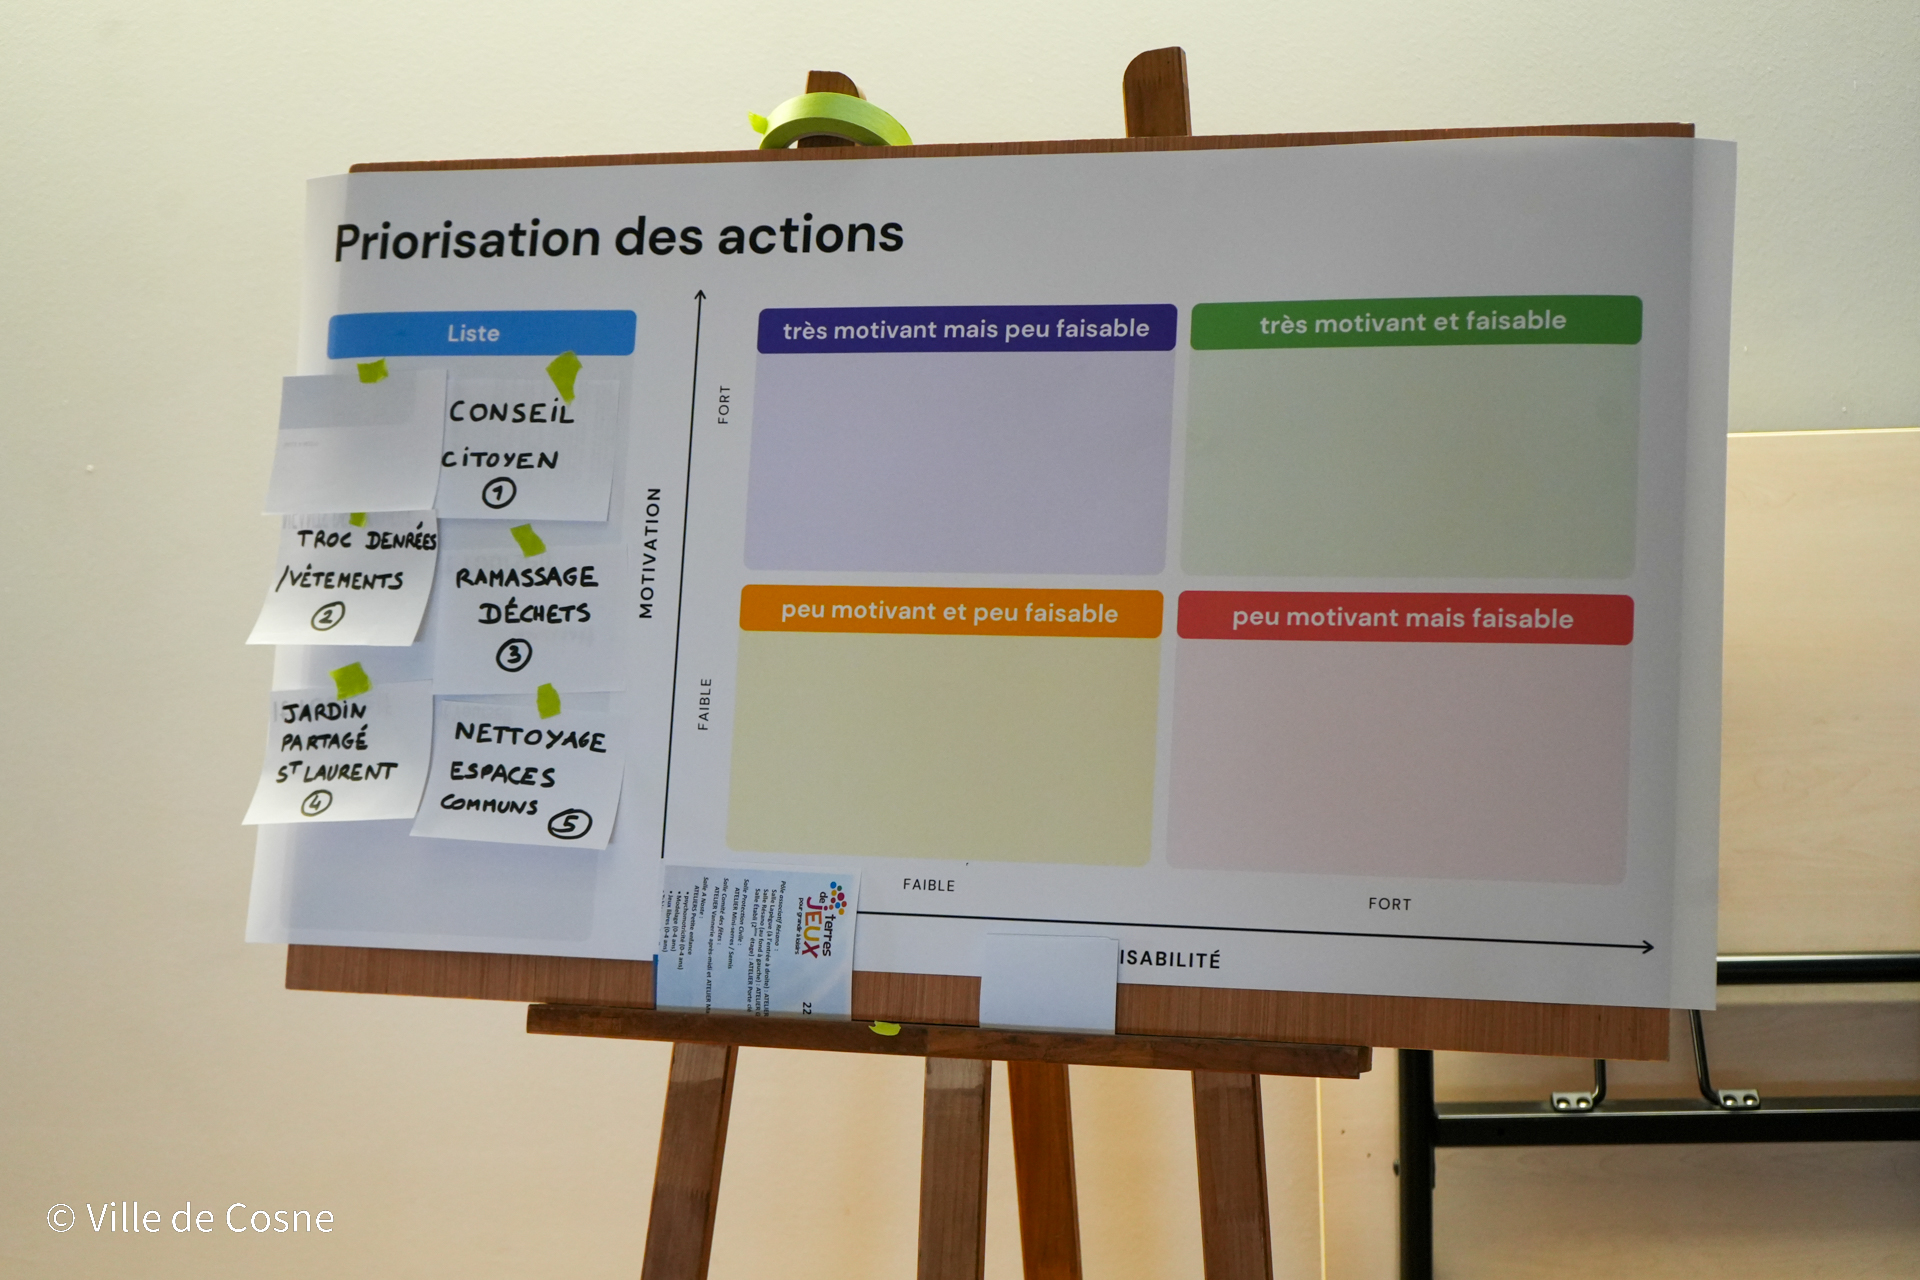 Priorisation des actions
Liste
CONSEIL
CITOYEN
1
TROC DENRÉES
/VÊTEMENTS
2
RAMASSAGE
DÉCHETS
3
JARDIN
PARTAGÉ
ST LAURENT
4
NETTOYAGE
ESPACES
COMMUNS
5
MOTIVATION
FORT
FAIBLE
très motivant mais peu faisable
très motivant et faisable
peu motivant et peu faisable
peu motivant mais faisable
FAIBLE
FORT
ISABILITÉ
terres
de JEUX
22
© Ville de Cosne